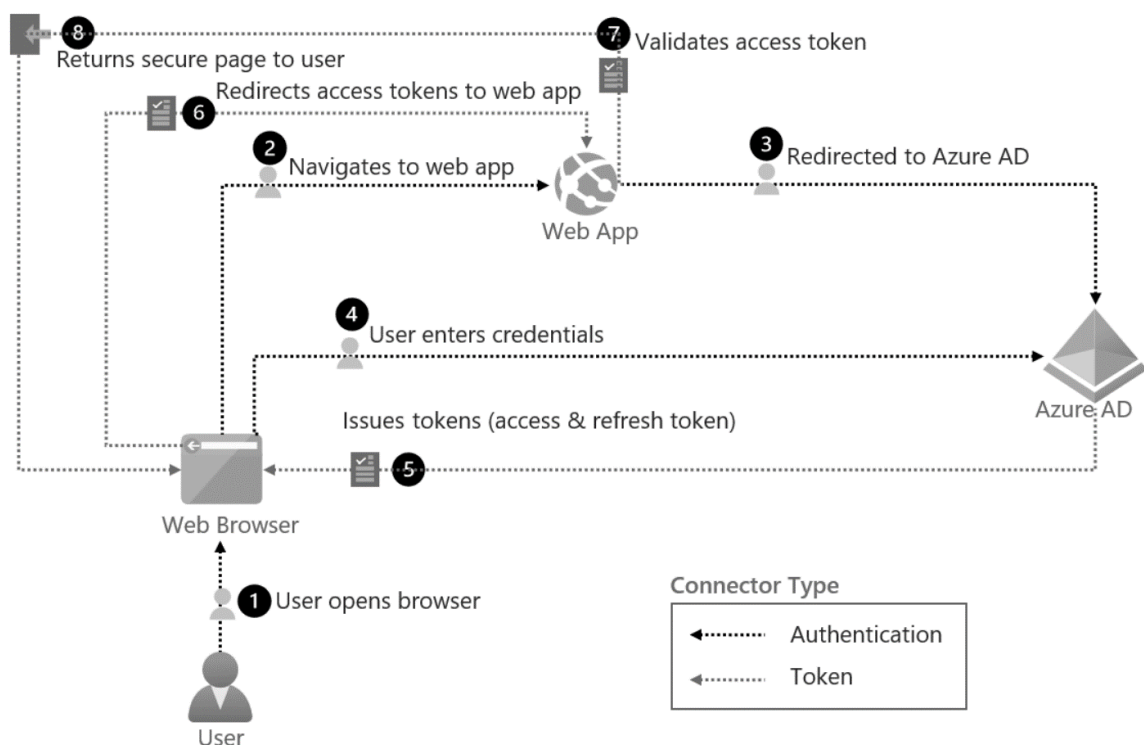 8
7
Validates access token
Returns secure page to user
Redirects access tokens to web app
6
2
3
Navigates to web app
Redirected to Azure AD
Web App
4
User enters credentials
Azure AD
Issues tokens (access & refresh token)
5
Web Browser
Connector Type
1
User opens browser
Authentication
Token
User